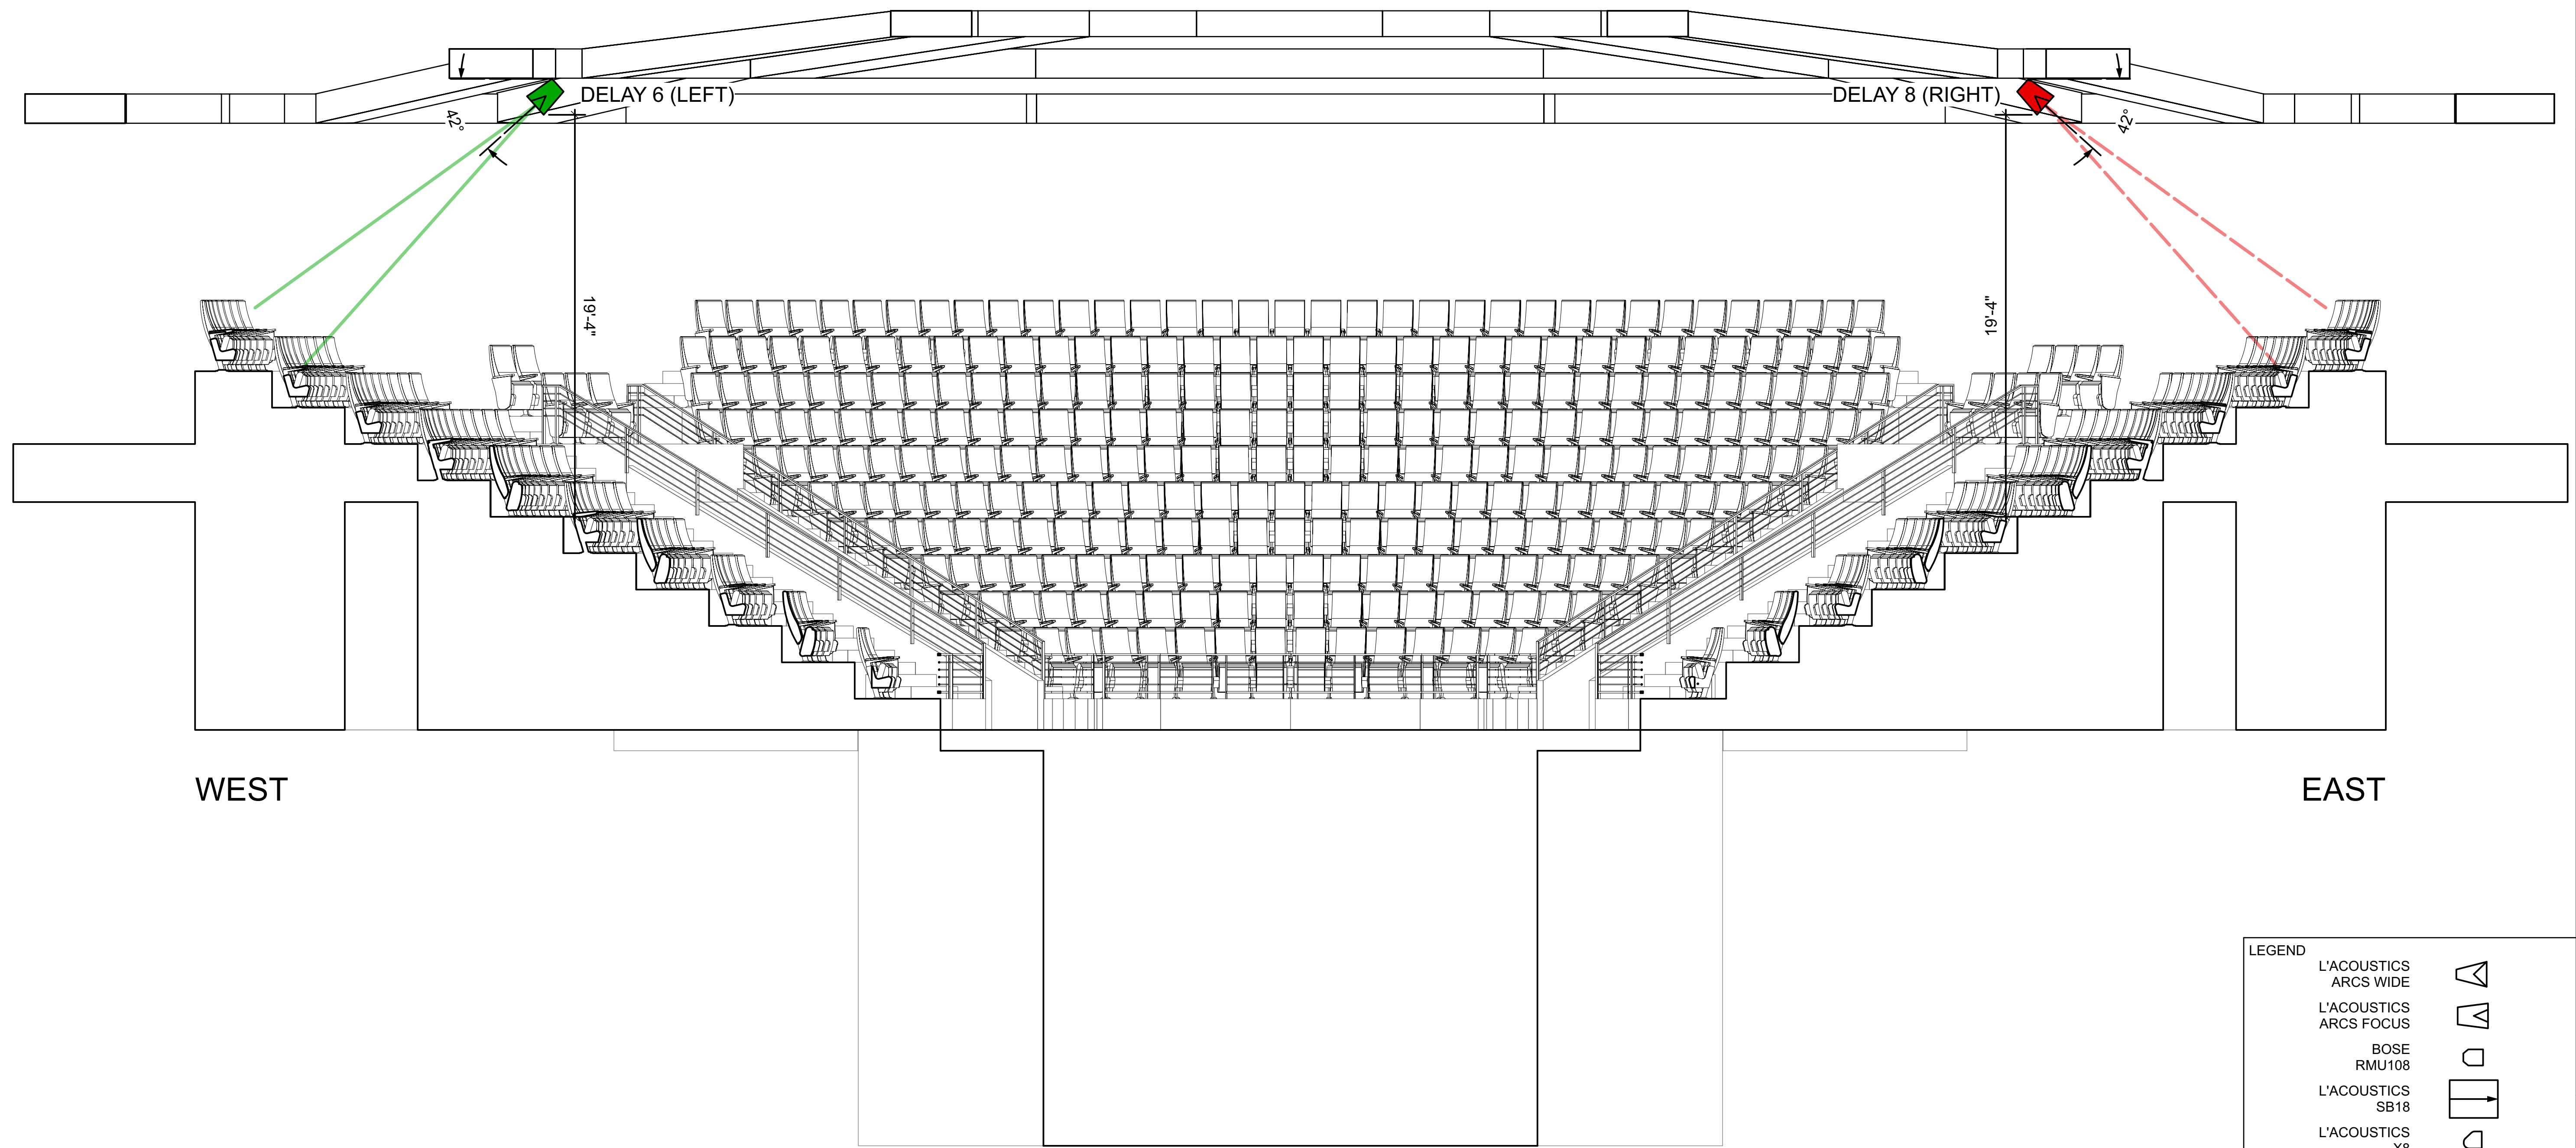 DELAY 6 (LEFT)
DELAY 8 (RIGHT)
42°
42°
19'-4"
19'-4"
WEST
EAST
LEGEND
L'ACOUSTICS
ARCS WIDE
L'ACOUSTICS
ARCS FOCUS
BOSE
RMU108
L'ACOUSTICS
SB18
L'ACOUSTICS
X8